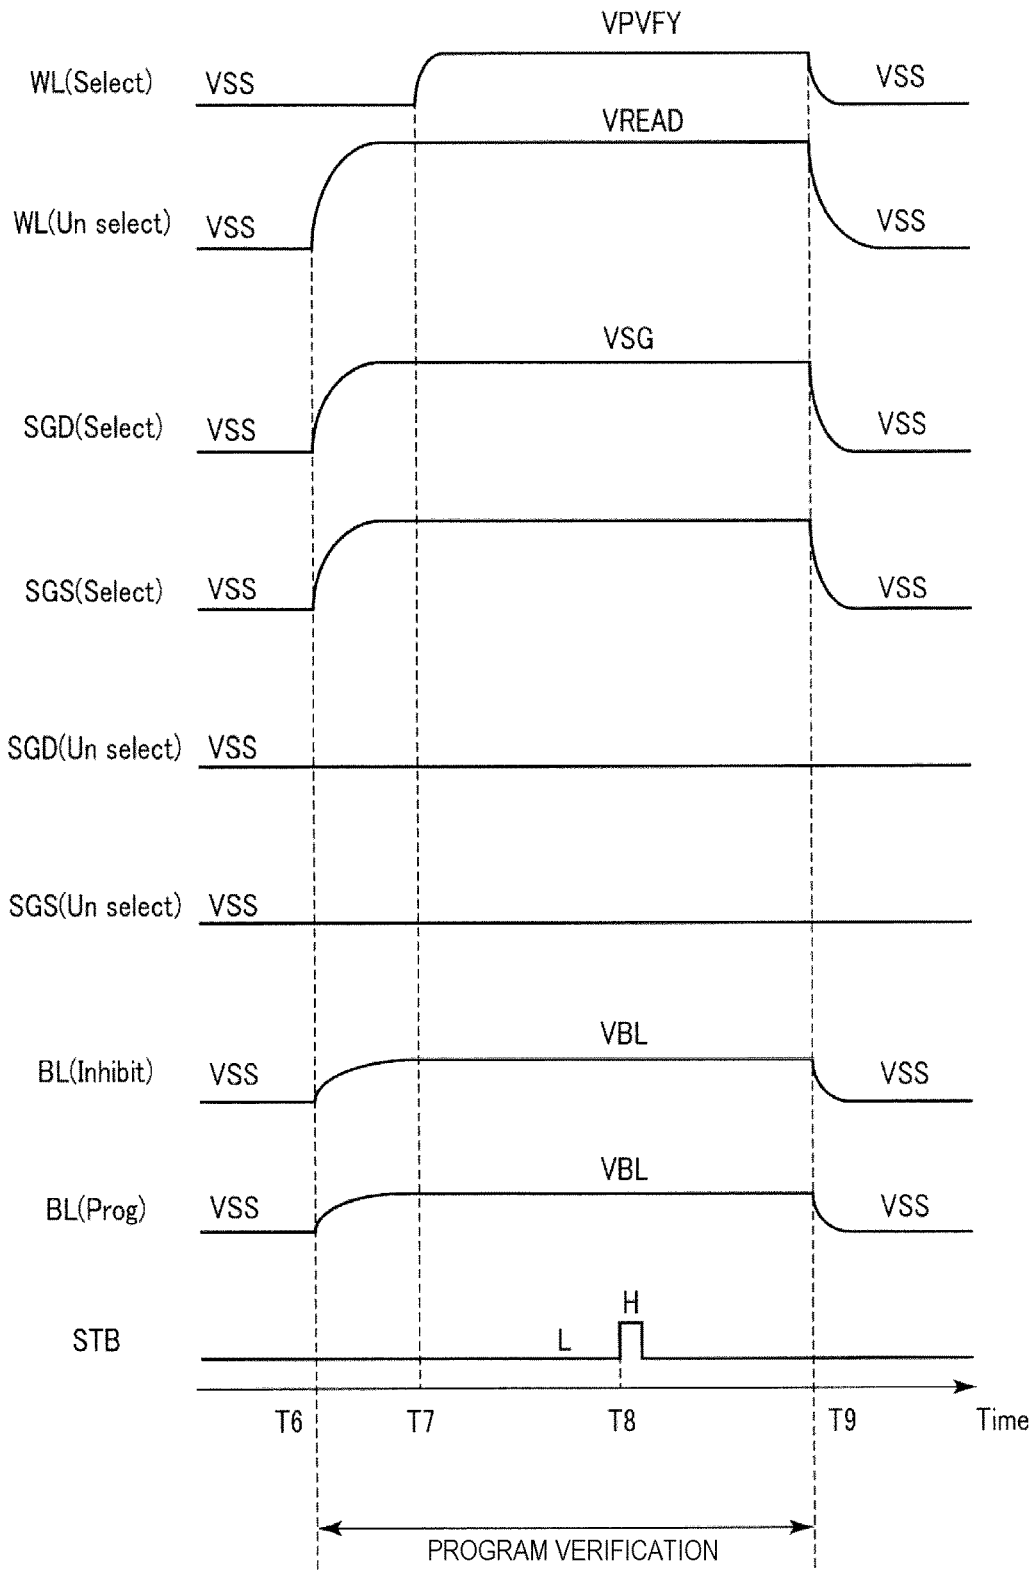 VPVFY
WL(Select) VSS VSS
VREAD
WL(Un select) VSS VSS
VSG
SGD(Select) VSS VSS
SGS(Select) VSS VSS
SGD(Un select) VSS
SGS(Un select) VSS
VBL
BL(Inhibit) VSS VSS
VBL
BL(Prog) VSS VSS
H
STB L
T6 T7 T8 T9 Time
PROGRAM VERIFICATION